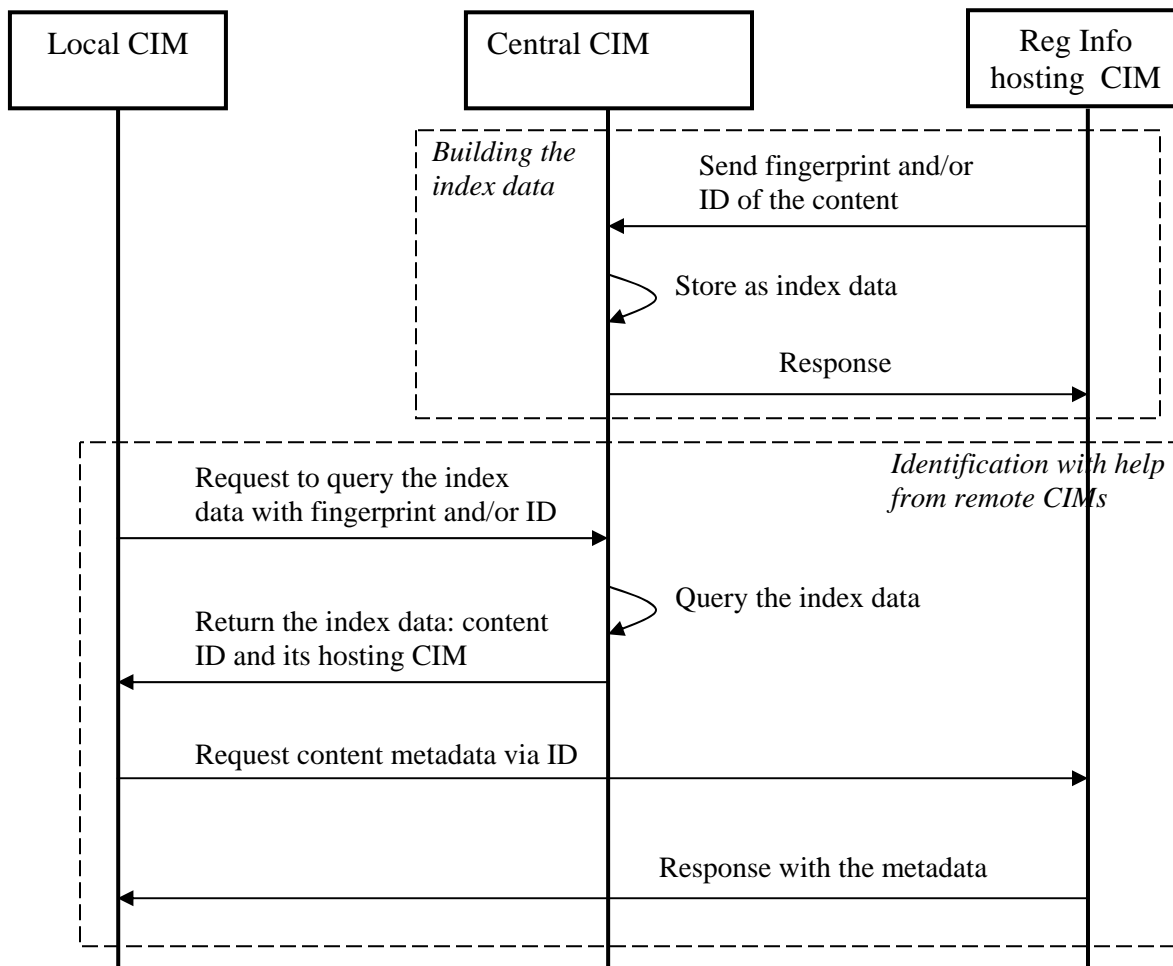 Local CIM
Central CIM
Reg Info
hosting CIM
Building the
index data
Send fingerprint and/or
ID of the content
Store as index data
Response
Identification with help
from remote CIMs
Request to query the index
data with fingerprint and/or ID
Query the index data
Return the index data: content
ID and its hosting CIM
Request content metadata via ID
Response with the metadata